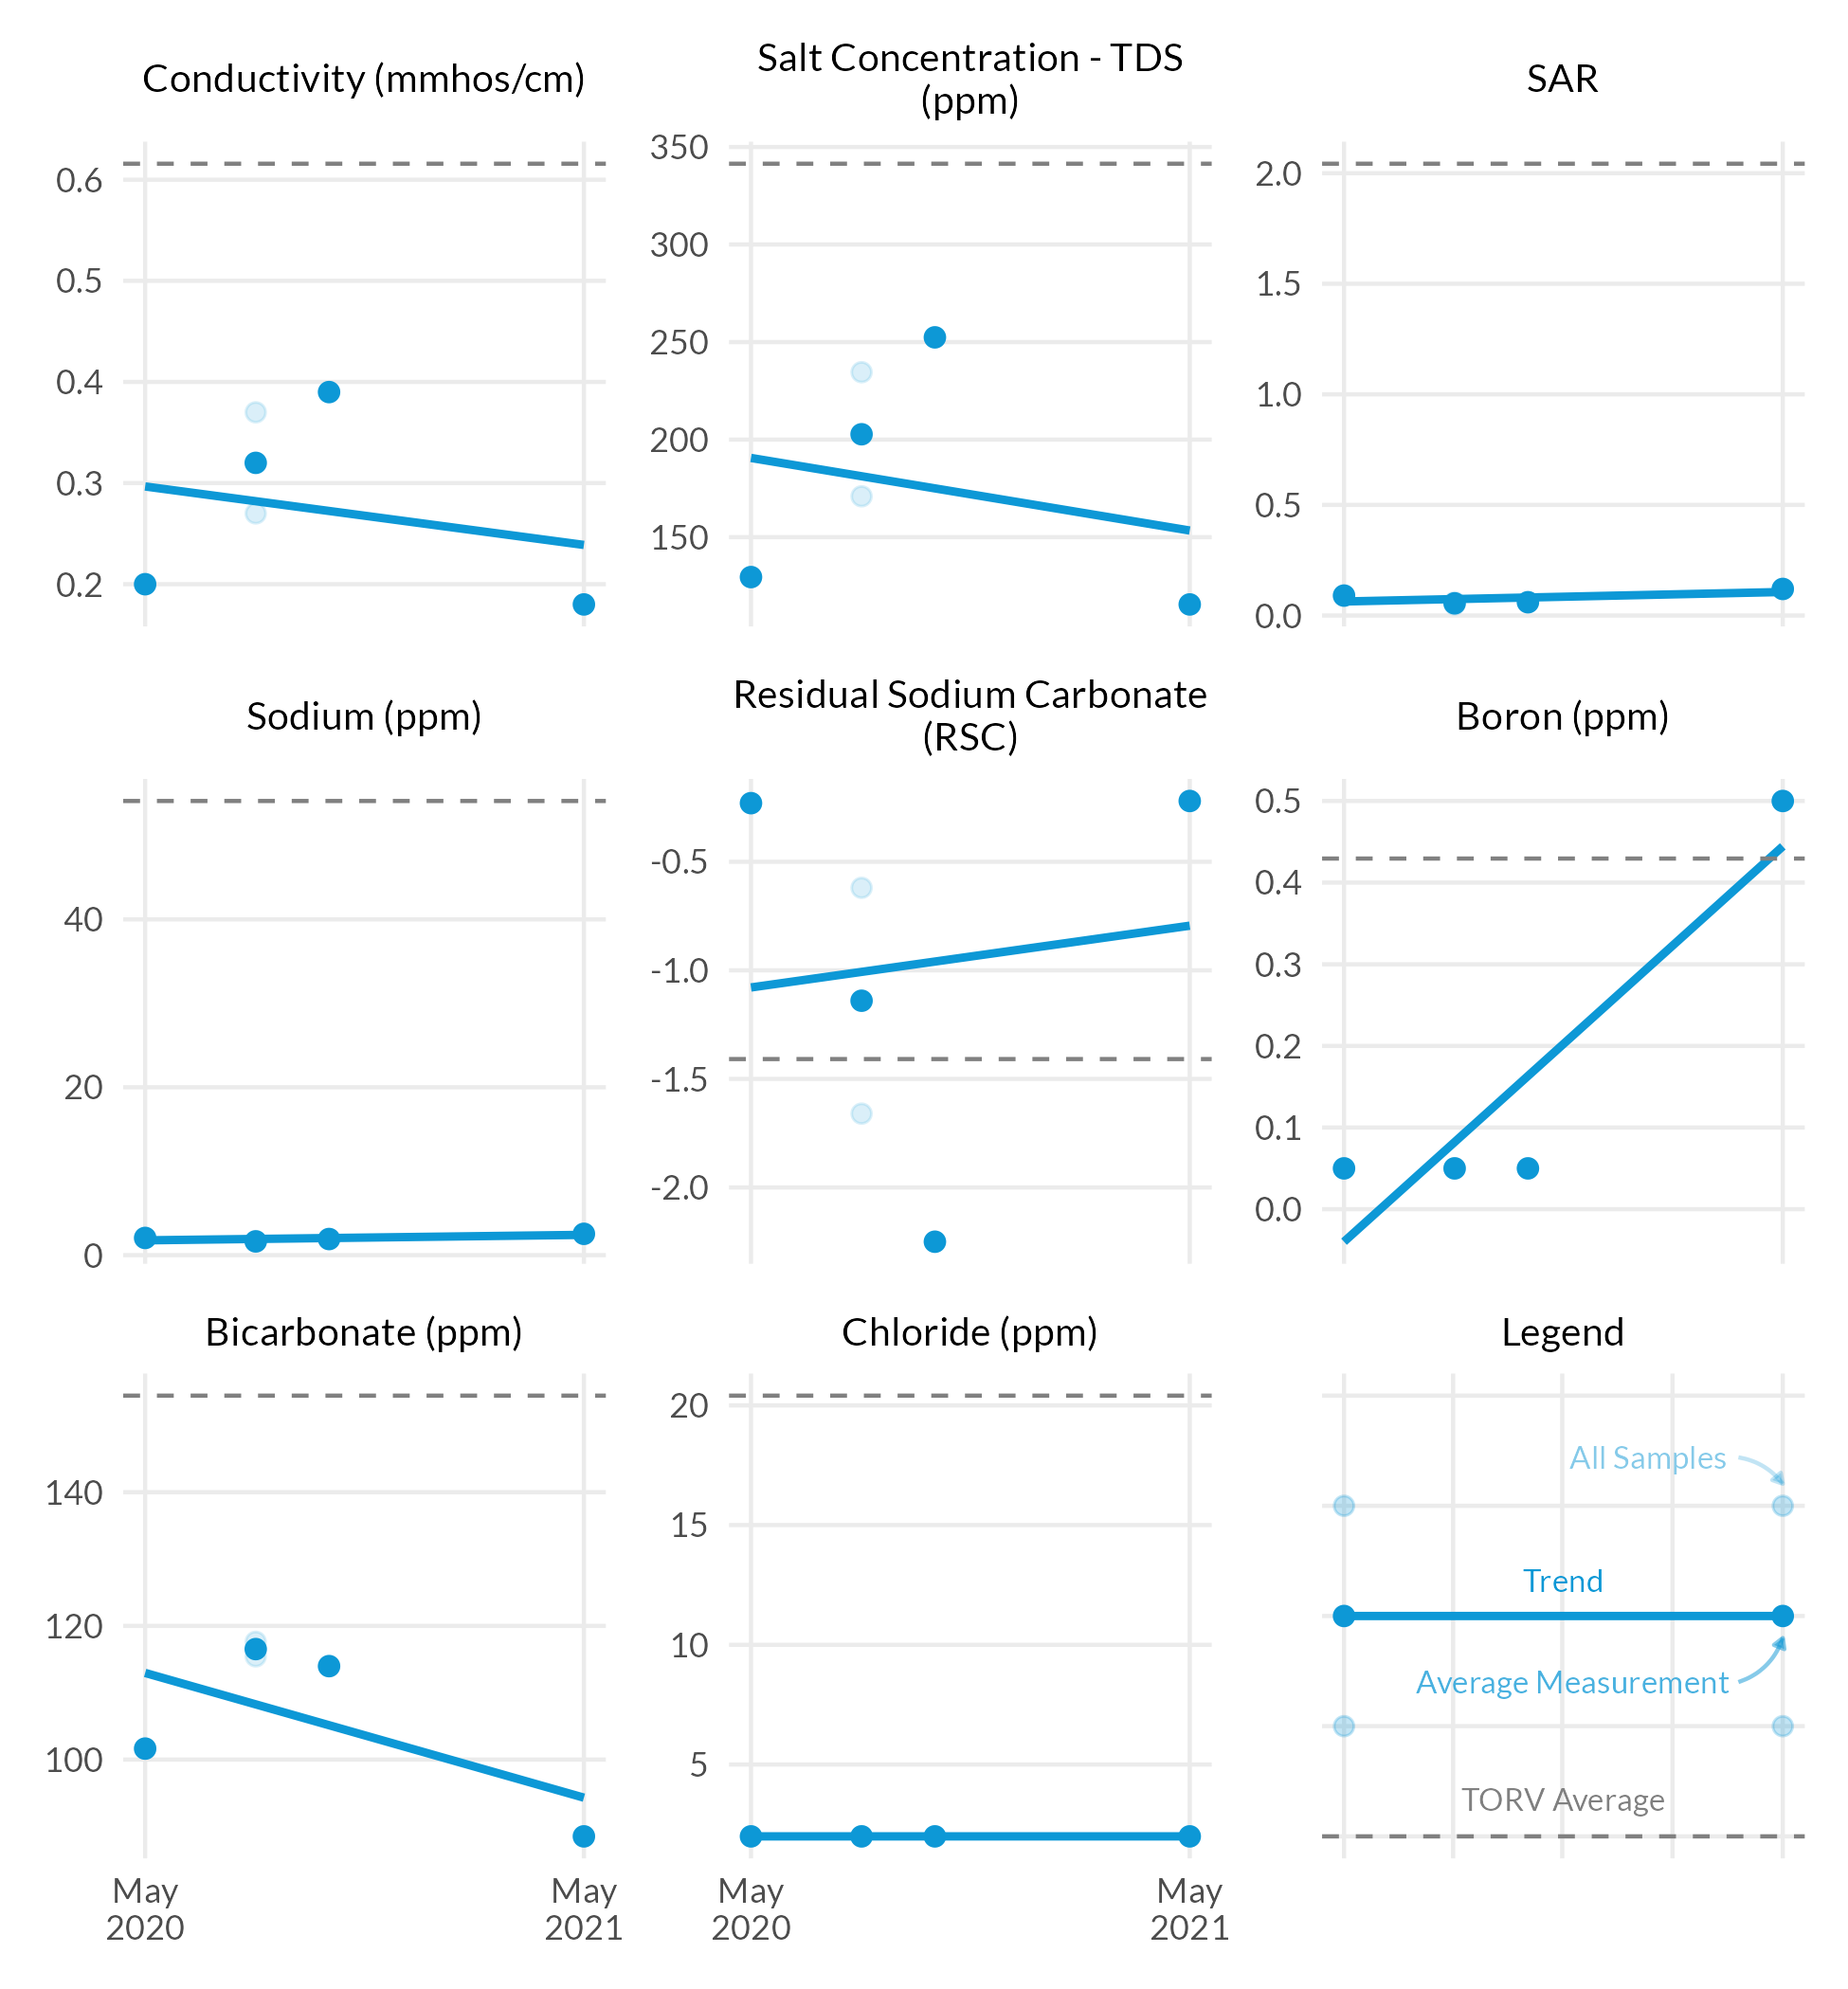 Conductivity (mmhos/cm)
0.6
0.5
0.4
0.3
0.2
Salt Concentration - TDS
(ppm)
350
300
250
200
150
SAR
2.0
1.5
1.0
0.5
0.0
Sodium (ppm)
40
20
0
Residual Sodium Carbonate
(RSC)
-0.5
-1.0
-1.5
-2.0
Boron (ppm)
0.5
0.4
0.3
0.2
0.1
0.0
Bicarbonate (ppm)
140
120
100
May
2020
May
2021
Chloride (ppm)
20
15
10
5
May
2020
May
2021
Legend
All Samples
Trend
Average Measurement
TORV Average